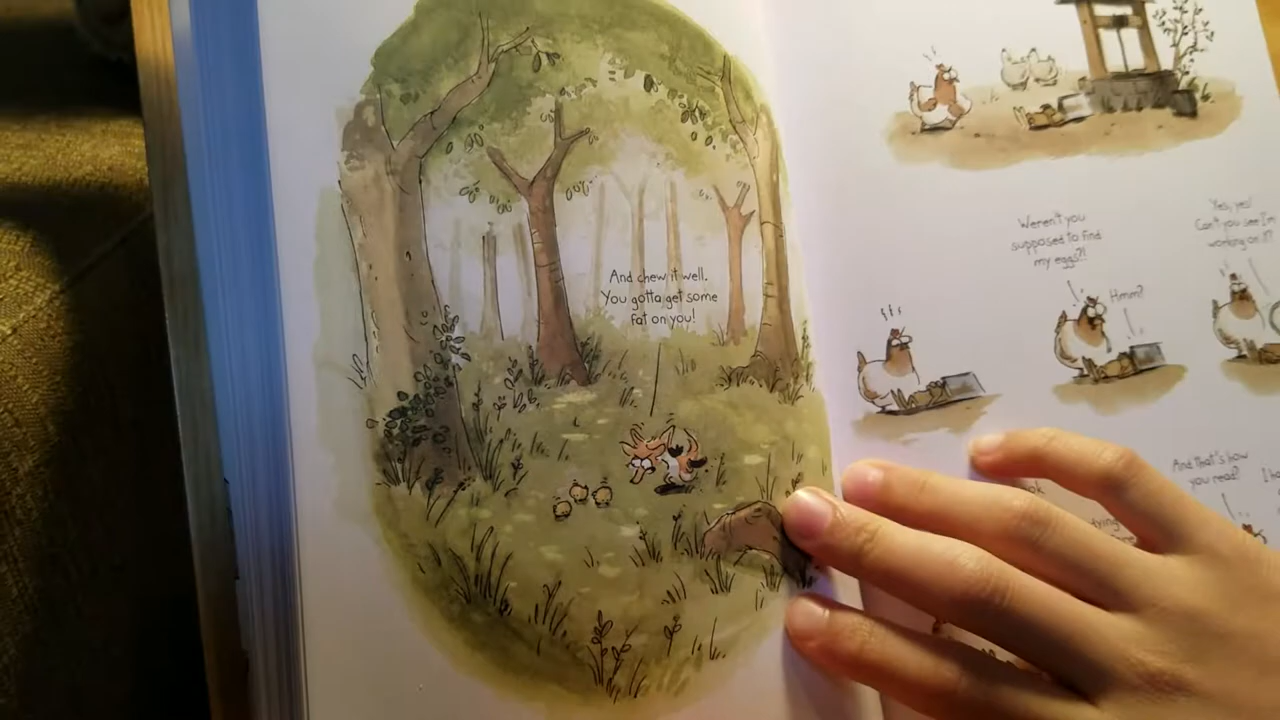 And chew it well.
You gotta get some
fat on you!
Weren't you
supposed to find
my eggs?!
Hmm?
Yes, yes!
Can't you see I'm
working on it?
And that's how
you read?